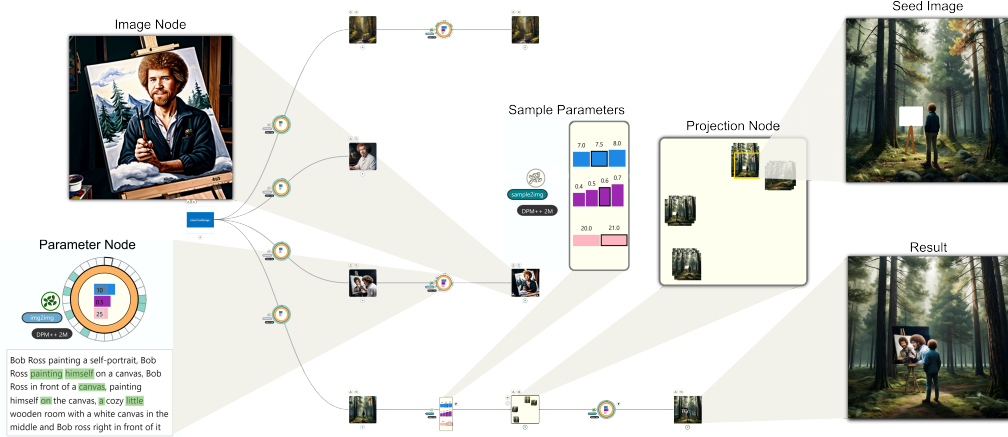 Image Node
Seed Image
Sample Parameters
7.0 7.5 8.0
0.4 0.5 0.6 0.7
sample2img
DPM++ 2M
20.0 21.0
Projection Node
Parameter Node
10
25
img2img
DPM++ 2M
Bob Ross painting a self-portrait, Bob
Ross painting himself on a canvas, Bob
Ross in front of a canvas, painting
himself on the canvas, a cozy little
wooden room with a white canvas in the
middle and Bob ross right in front of it
Result